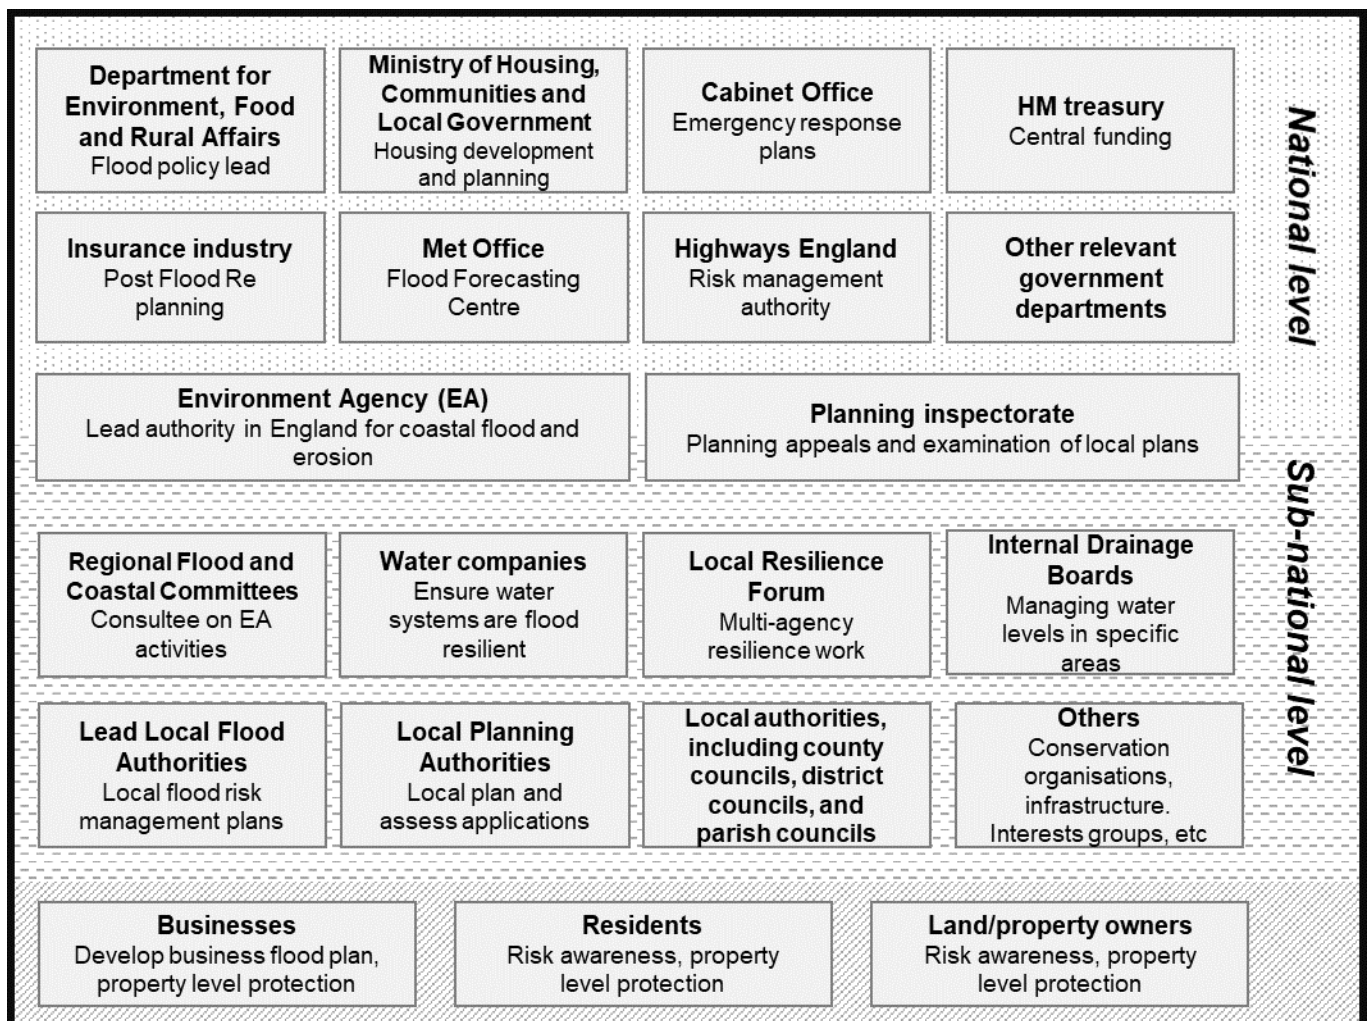 Department for
Environment, Food
and Rural Affairs
Flood policy lead
Ministry of Housing,
Communities and
Local Government
Housing development
and planning
Cabinet Office
Emergency response
plans
HM treasury
Central funding
Insurance industry
Post Flood Re
planning
Met Office
Flood Forecasting
Centre
Highways England
Risk management
authority
Other relevant
government
departments
National level
Environment Agency (EA)
Lead authority in England for coastal flood and
erosion
Planning inspectorate
Planning appeals and examination of local plans
Regional Flood and
Coastal Committees
Consultee on EA
activities
Water companies
Ensure water
systems are flood
resilient
Local Resilience
Forum
Multi-agency
resilience work
Internal Drainage
Boards
Managing water
levels in specific
areas
Lead Local Flood
Authorities
Local flood risk
management plans
Local Planning
Authorities
Local plan and
assess applications
Local authorities,
including county
councils, district
councils, and
parish councils
Others
Conservation
organisations,
infrastructure.
Interests groups, etc
Sub-national level
Businesses
Develop business flood plan,
property level protection
Residents
Risk awareness, property
level protection
Land/property owners
Risk awareness, property
level protection